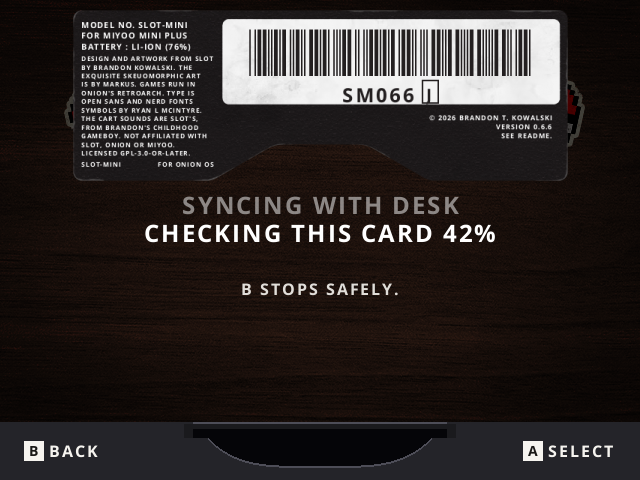 MODEL NO. SLOT-MINI
FOR MIYOO MINI PLUS
BATTERY : LI-ION (76%)
DESIGN AND ARTWORK FROM SLOT
BY BRANDON KOWALSKI. THE
EXQUISITE SKEUOMORPHIC ART
IS BY MARKUS. GAMES RUN IN
ONION'S RETROARCH. TYPE IS
OPEN SANS AND NERD FONTS
SYMBOLS BY RYAN L MCINTYRE.
THE CART SOUNDS ARE SLOT'S,
FROM BRANDON'S CHILDHOOD
GAMEBOY. NOT AFFILIATED WITH
SLOT, ONION OR MIYOO.
LICENSED GPL-3.0-OR-LATER.
SLOT-MINI FOR ONION OS
SM066 J
© 2026 BRANDON T. KOWALSKI
VERSION 0.6.6
SEE README.
SYNCING WITH DESK
CHECKING THIS CARD 42%
B STOPS SAFELY.
B BACK
A SELECT